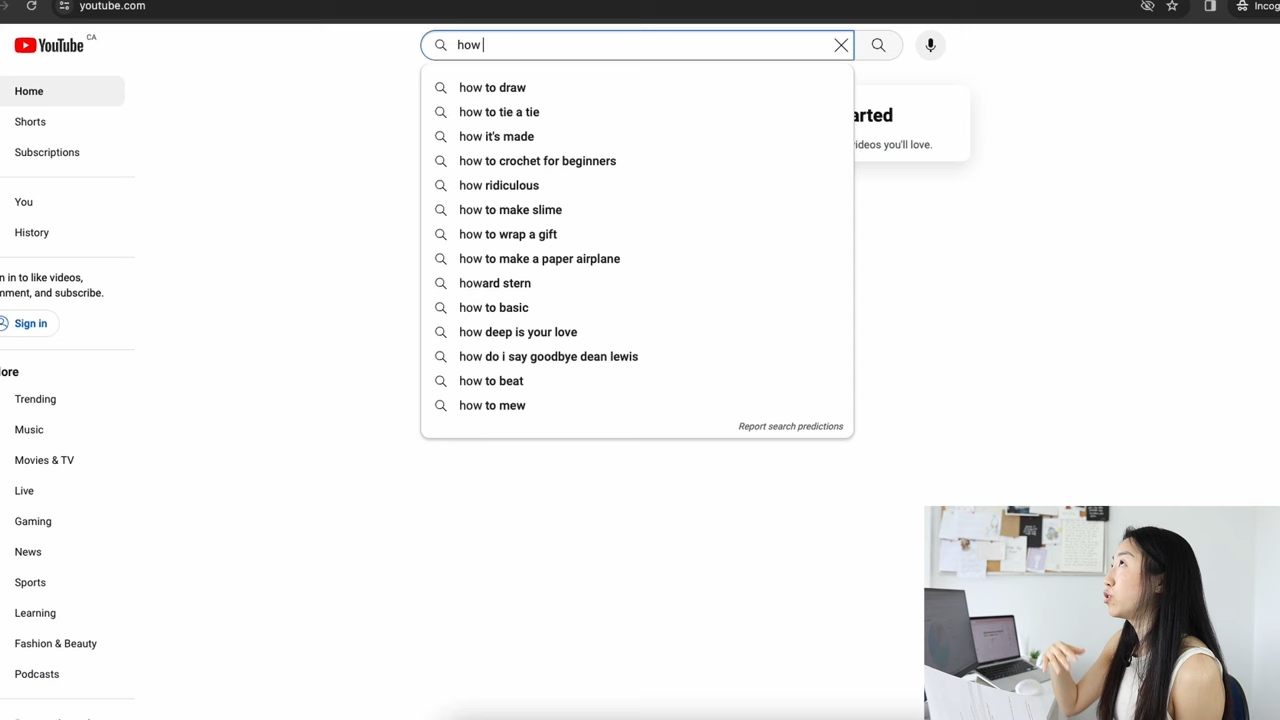 youtube.com
Incog
YouTube CA
how
Home
Shorts
Subscriptions
You
History
n in to like videos,
mment, and subscribe.
Sign in
ore
Trending
Music
Movies & TV
Live
Gaming
News
Sports
Learning
Fashion & Beauty
Podcasts
how to draw
how to tie a tie
how it's made
how to crochet for beginners
how ridiculous
how to make slime
how to wrap a gift
how to make a paper airplane
howard stern
how to basic
how deep is your love
how do i say goodbye dean lewis
how to beat
how to mew
Report search predictions
arted
videos you'll love.